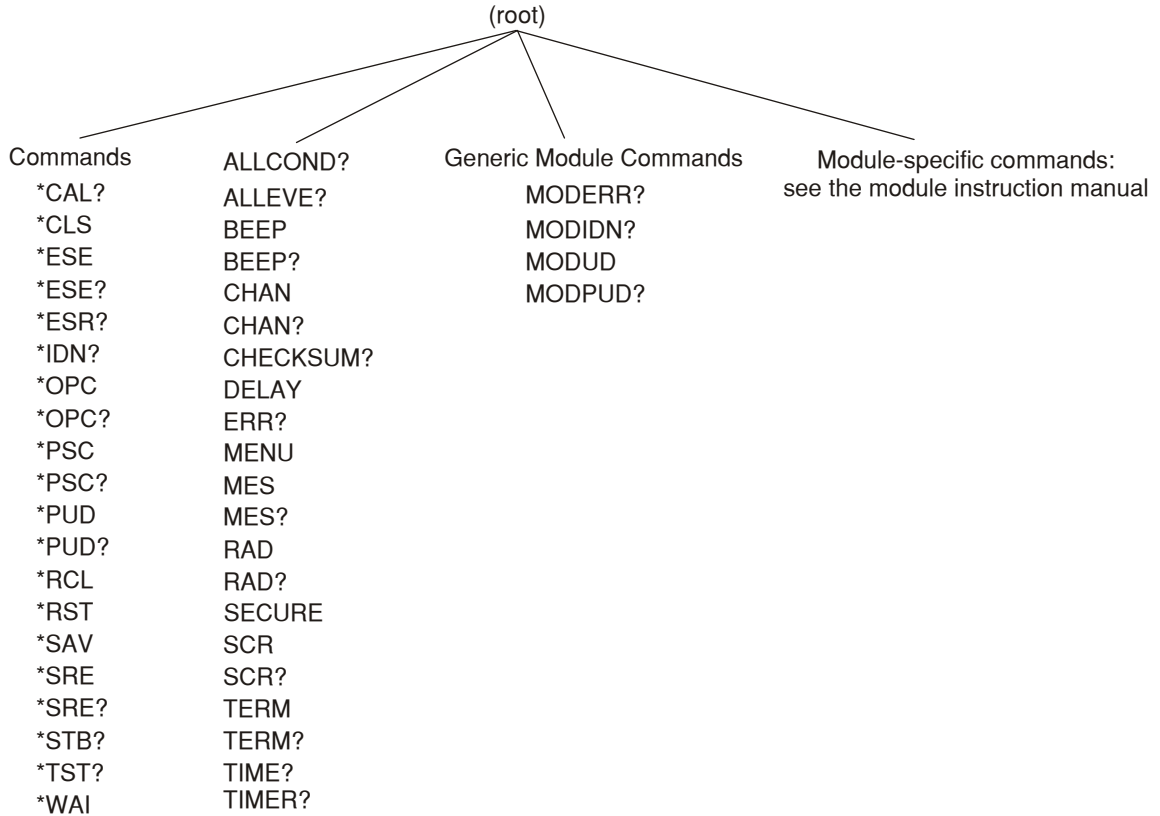 (root)
Commands
*CAL?
*CLS
*ESE
*ESE?
*ESR?
*IDN?
*OPC
*OPC?
*PSC
*PSC?
*PUD
*PUD?
*RCL
*RST
*SAV
*SRE
*SRE?
*STB?
*TST?
*WAI
ALLCOND?
ALLEVE?
BEEP
BEEP?
CHAN
CHAN?
CHECKSUM?
DELAY
ERR?
MENU
MES
MES?
RAD
RAD?
SECURE
SCR
SCR?
TERM
TERM?
TIME?
TIMER?
Generic Module Commands
MODERR?
MODIDN?
MODUD
MODPUD?
Module-specific commands:
see the module instruction manual